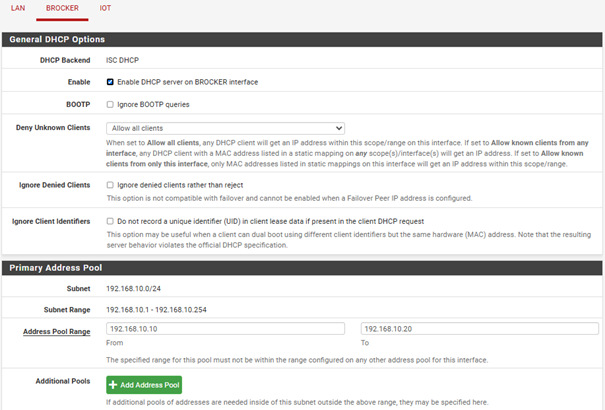 LAN BROCKER IOT
General DHCP Options
DHCP Backend ISC DHCP
Enable Enable DHCP server on BROCKER interface
BOOTP Ignore BOOTP queries
Deny Unknown Clients Allow all clients
When set to Allow all clients, any DHCP client will get an IP address within this scope/range on this interface. If set to Allow known clients from any
interface, any DHCP client with a MAC address listed in a static mapping on any scope(s)/interface(s) will get an IP address. If set to Allow known
clients from only this interface, only MAC addresses listed in static mappings on this interface will get an IP address within this scope/range.
Ignore Denied Clients Ignore denied clients rather than reject
This option is not compatible with failover and cannot be enabled when a Failover Peer IP address is configured.
Ignore Client Identifiers Do not record a unique identifier (UID) in client lease data if present in the client DHCP request
This option may be useful when a client can dual boot using different client identifiers but the same hardware (MAC) address. Note that the resulting
server behavior violates the official DHCP specification.
Primary Address Pool
Subnet 192.168.10.0/24
Subnet Range 192.168.10.1 - 192.168.10.254
Address Pool Range 192.168.10.10 192.168.10.20
From To
The specified range for this pool must not be within the range configured on any other address pool for this interface.
Additional Pools + Add Address Pool
If additional pools of addresses are needed inside of this subnet outside the above range, they may be specified here.